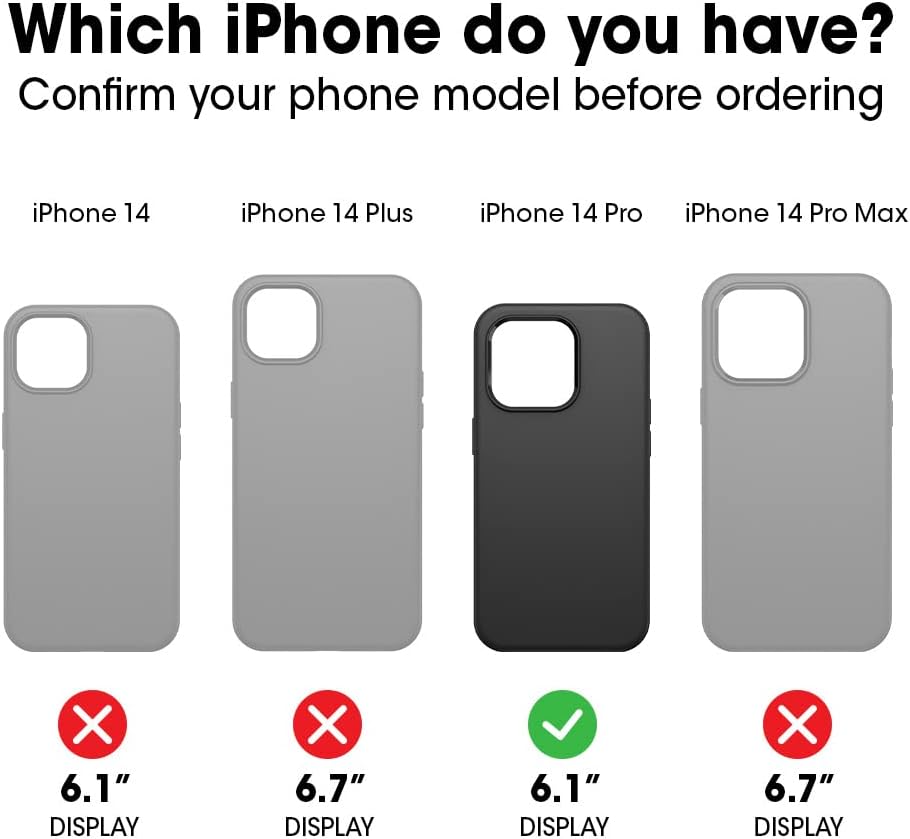 Which iPhone do you have?
Confirm your phone model before ordering
iPhone 14 iPhone 14 Plus iPhone 14 Pro iPhone 14 Pro Max
6.1″ 6.7″ 6.1″ 6.7″
DISPLAY DISPLAY DISPLAY DISPLAY